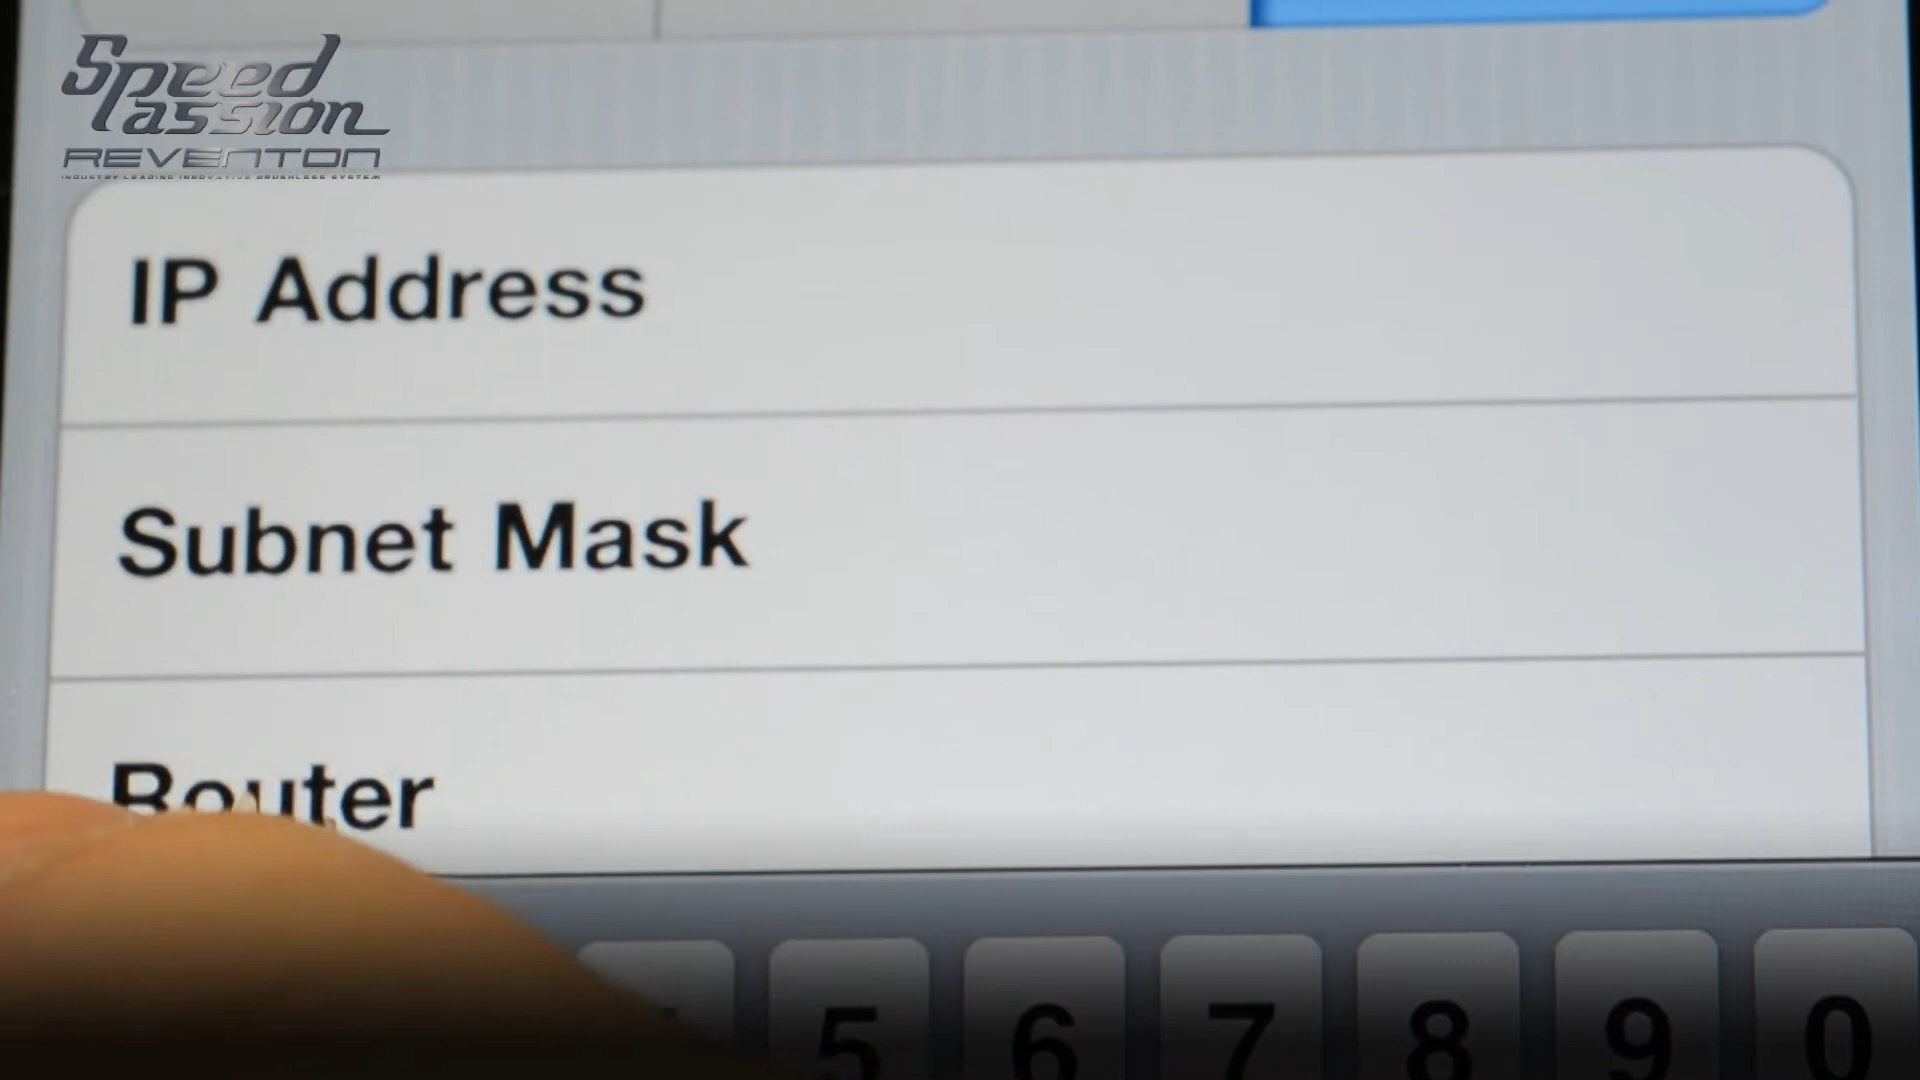 Speed
Passion
REVENTON
INDUSTRY LEADING INNOVATIVE BRUSHLESS SYSTEM
IP Address
Subnet Mask
Router
5 6 7 8 9 0